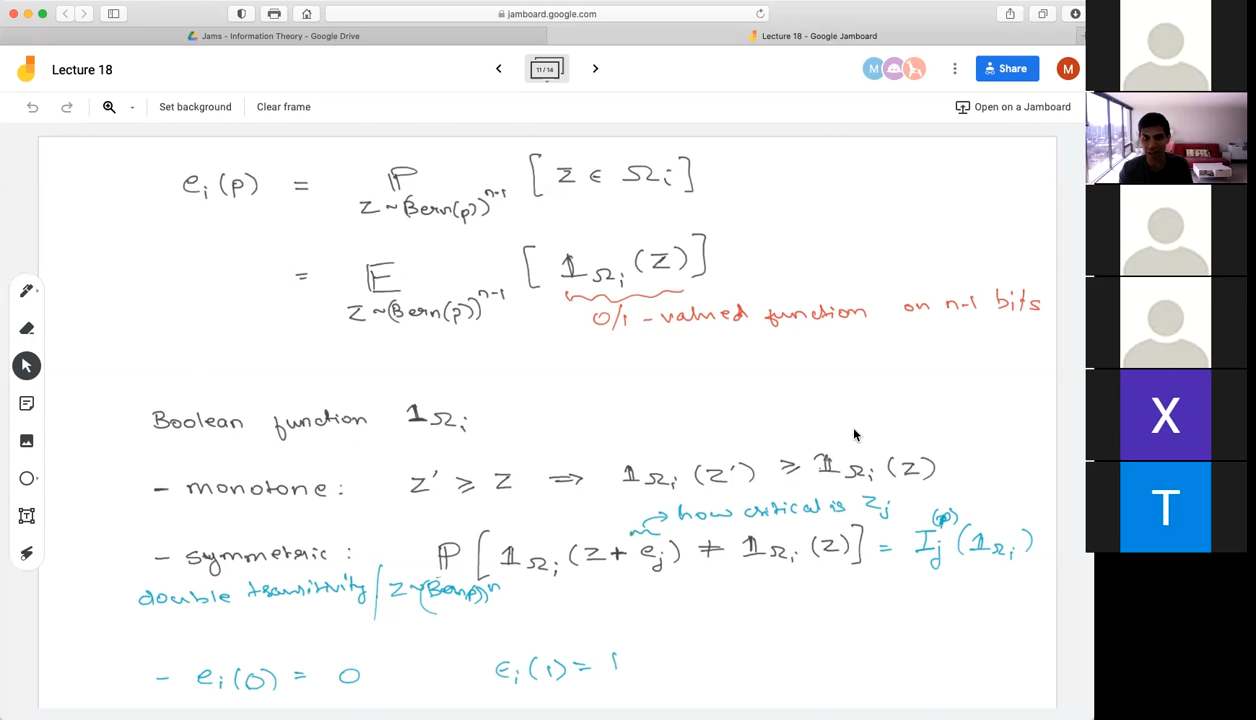 jamboard.google.com
Jams - Information Theory - Google Drive
Lecture 18 - Google Jamboard
Lecture 18
11 / 14
M
Share
M
Set background
Clear frame
Open on a Jamboard
e_i(p) = ℙ_{Z ~ (Bern(p))^{n-1}} [ Z ∈ Ω_i ]
= 𝔼_{Z ~ (Bern(p))^{n-1}} [ 𝟙_{Ω_i} (Z) ]
0/1 - valued function on n-1 bits
Boolean function 𝟙_{Ω_i}
- monotone: Z' ⩾ Z ⟹ 𝟙_{Ω_i} (Z') ⩾ 𝟙_{Ω_i} (Z)
→ how critical is Z_j
- symmetric: ℙ [ 𝟙_{Ω_i} (Z + e_j) ≠ 𝟙_{Ω_i} (Z) ] = I_j^{(p)} (𝟙_{Ω_i})
double transitivity / Z ~ (Bern p)^n
- e_i(0) = 0 e_i(1) = 1
X
T